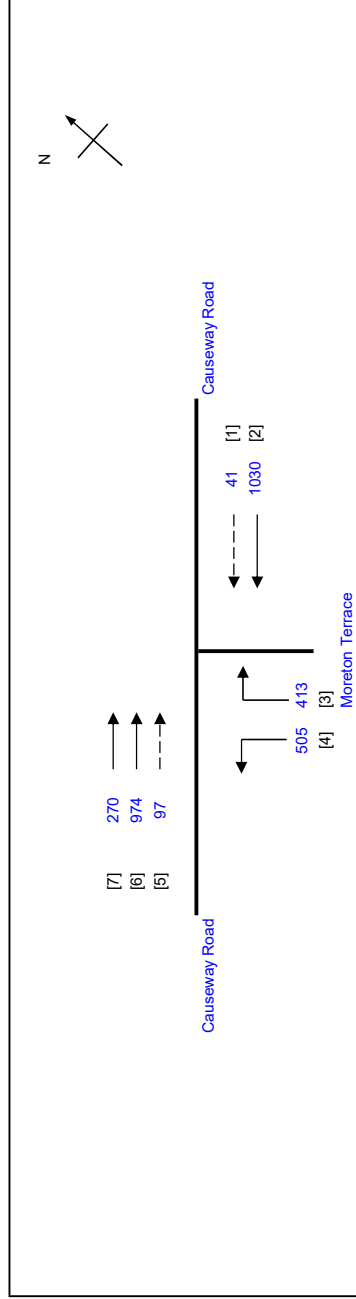 N
[7] 270
[6] 974
[5] 97
Causeway Road
Causeway Road
41 [1]
1030 [2]
505 413
[4] [3]
Moreton Terrace